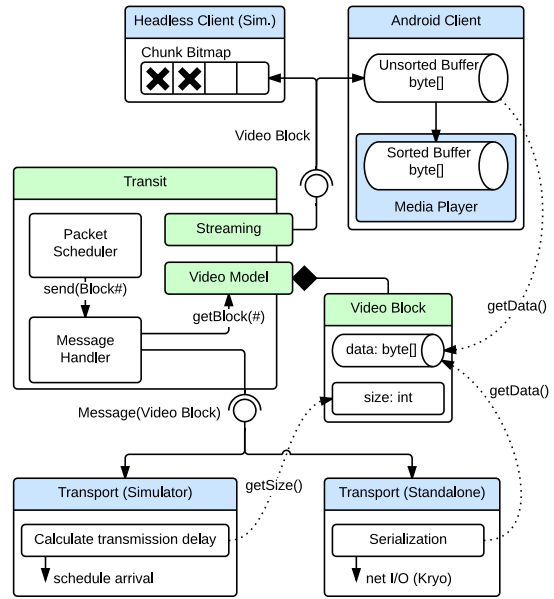 Headless Client (Sim.)
Chunk Bitmap
Android Client
Unsorted Buffer
byte[]
Sorted Buffer
byte[]
Media Player
Video Block
Transit
Packet
Scheduler
send(Block#)
Message
Handler
Streaming
Video Model
getBlock(#)
Video Block
data: byte[]
size: int
getData()
getData()
Message(Video Block)
getSize()
Transport (Simulator)
Calculate transmission delay
schedule arrival
Transport (Standalone)
Serialization
net I/O (Kryo)